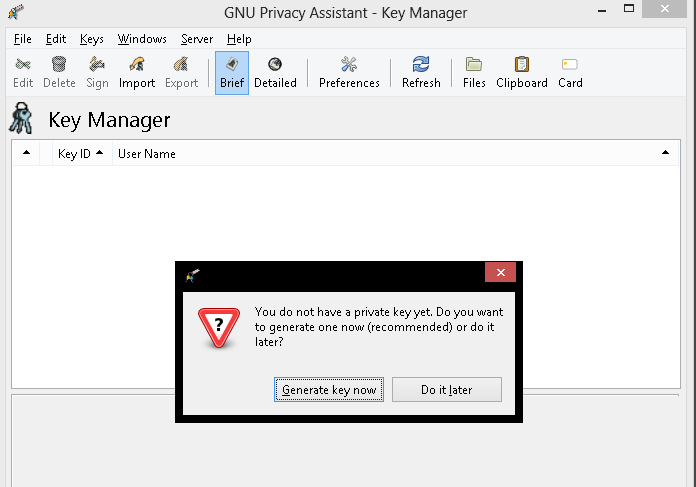 GNU Privacy Assistant - Key Manager
File Edit Keys Windows Server Help
Edit Delete Sign Import Export Brief Detailed Preferences Refresh Files Clipboard Card
Key Manager
Key ID User Name
?
You do not have a private key yet. Do you want
to generate one now (recommended) or do it
later?
Generate key now Do it later